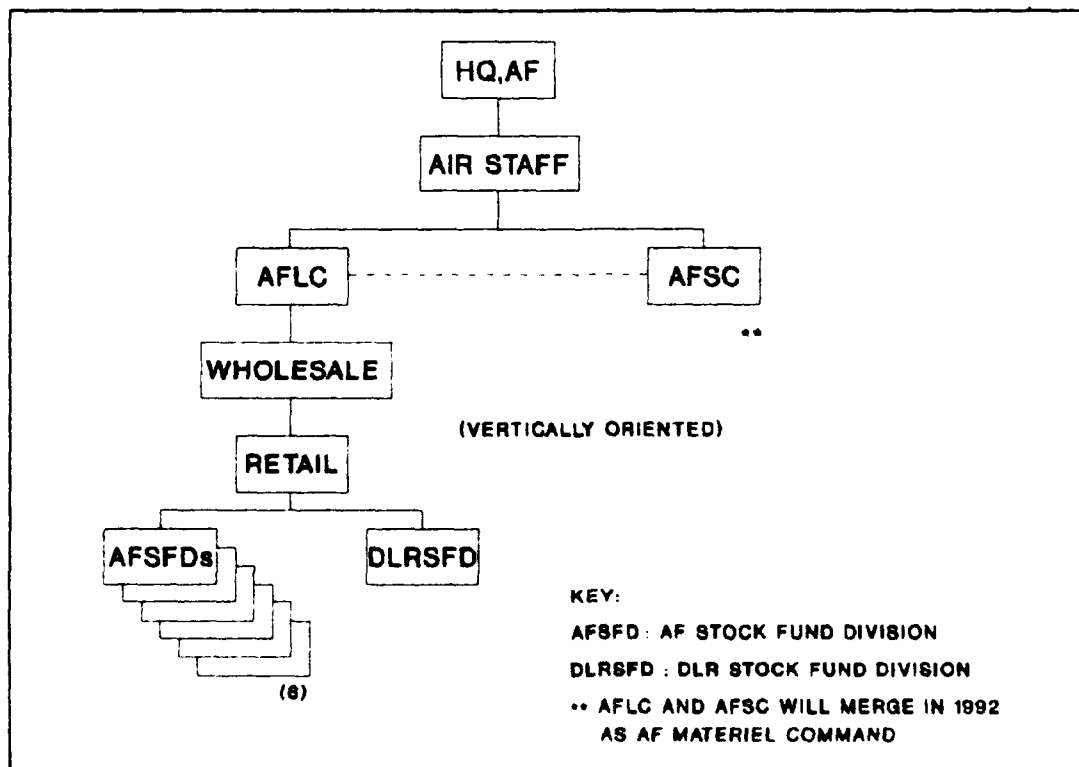 HQ,AF
AIR STAFF
AFLC
AFSC
**
WHOLESALE
(VERTICALLY ORIENTED)
RETAIL
AFSFDs
DLRSFD
(6)
KEY:
AFSFD : AF STOCK FUND DIVISION
DLRSFD : DLR STOCK FUND DIVISION
** AFLC AND AFSC WILL MERGE IN 1992
AS AF MATERIEL COMMAND